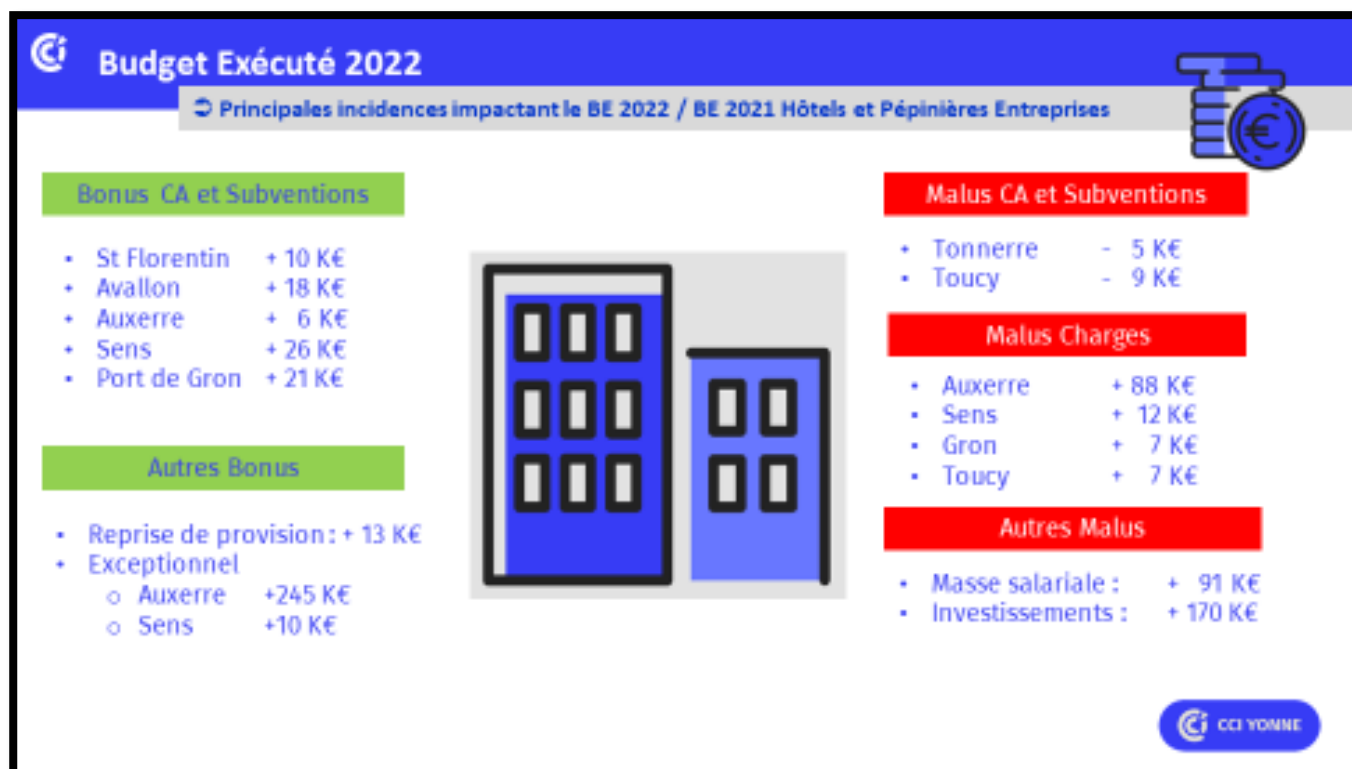 Budget Exécuté 2022
➲ Principales incidences impactant le BE 2022 / BE 2021 Hôtels et Pépinières Entreprises
Bonus CA et Subventions
• St Florentin + 10 K€
• Avallon + 18 K€
• Auxerre + 6 K€
• Sens + 26 K€
• Port de Gron + 21 K€
Autres Bonus
• Reprise de provision : + 13 K€
• Exceptionnel
o Auxerre +245 K€
o Sens +10 K€
Malus CA et Subventions
• Tonnerre - 5 K€
• Toucy - 9 K€
Malus Charges
• Auxerre + 88 K€
• Sens + 12 K€
• Gron + 7 K€
• Toucy + 7 K€
Autres Malus
• Masse salariale : + 91 K€
• Investissements : + 170 K€
CCI YONNE